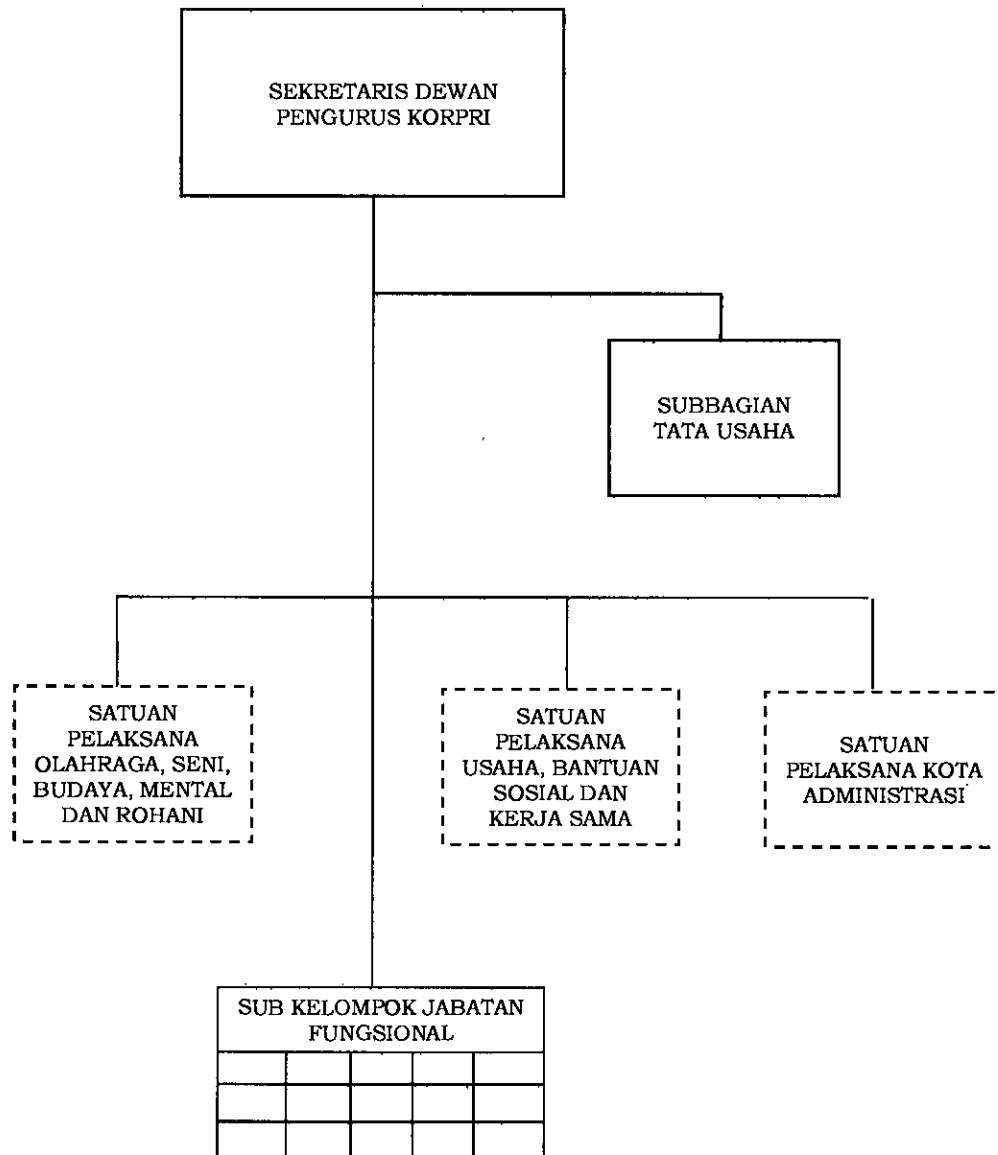 SEKRETARIS DEWAN
PENGURUS KORPRI
SUBBAGIAN
TATA USAHA
SATUAN
PELAKSANA
OLAHRAGA, SENI,
BUDAYA, MENTAL
DAN ROHANI
SATUAN
PELAKSANA
USAHA, BANTUAN
SOSIAL DAN
KERJA SAMA
SATUAN
PELAKSANA KOTA
ADMINISTRASI
SUB KELOMPOK JABATAN
FUNGSIONAL